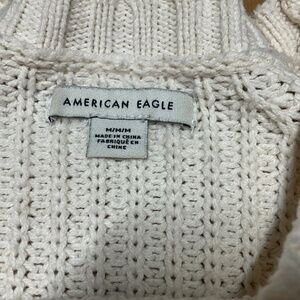 AMERICAN EAGLE
M/M/M
MADE IN CHINA
FABRIQUÉ EN
CHINE